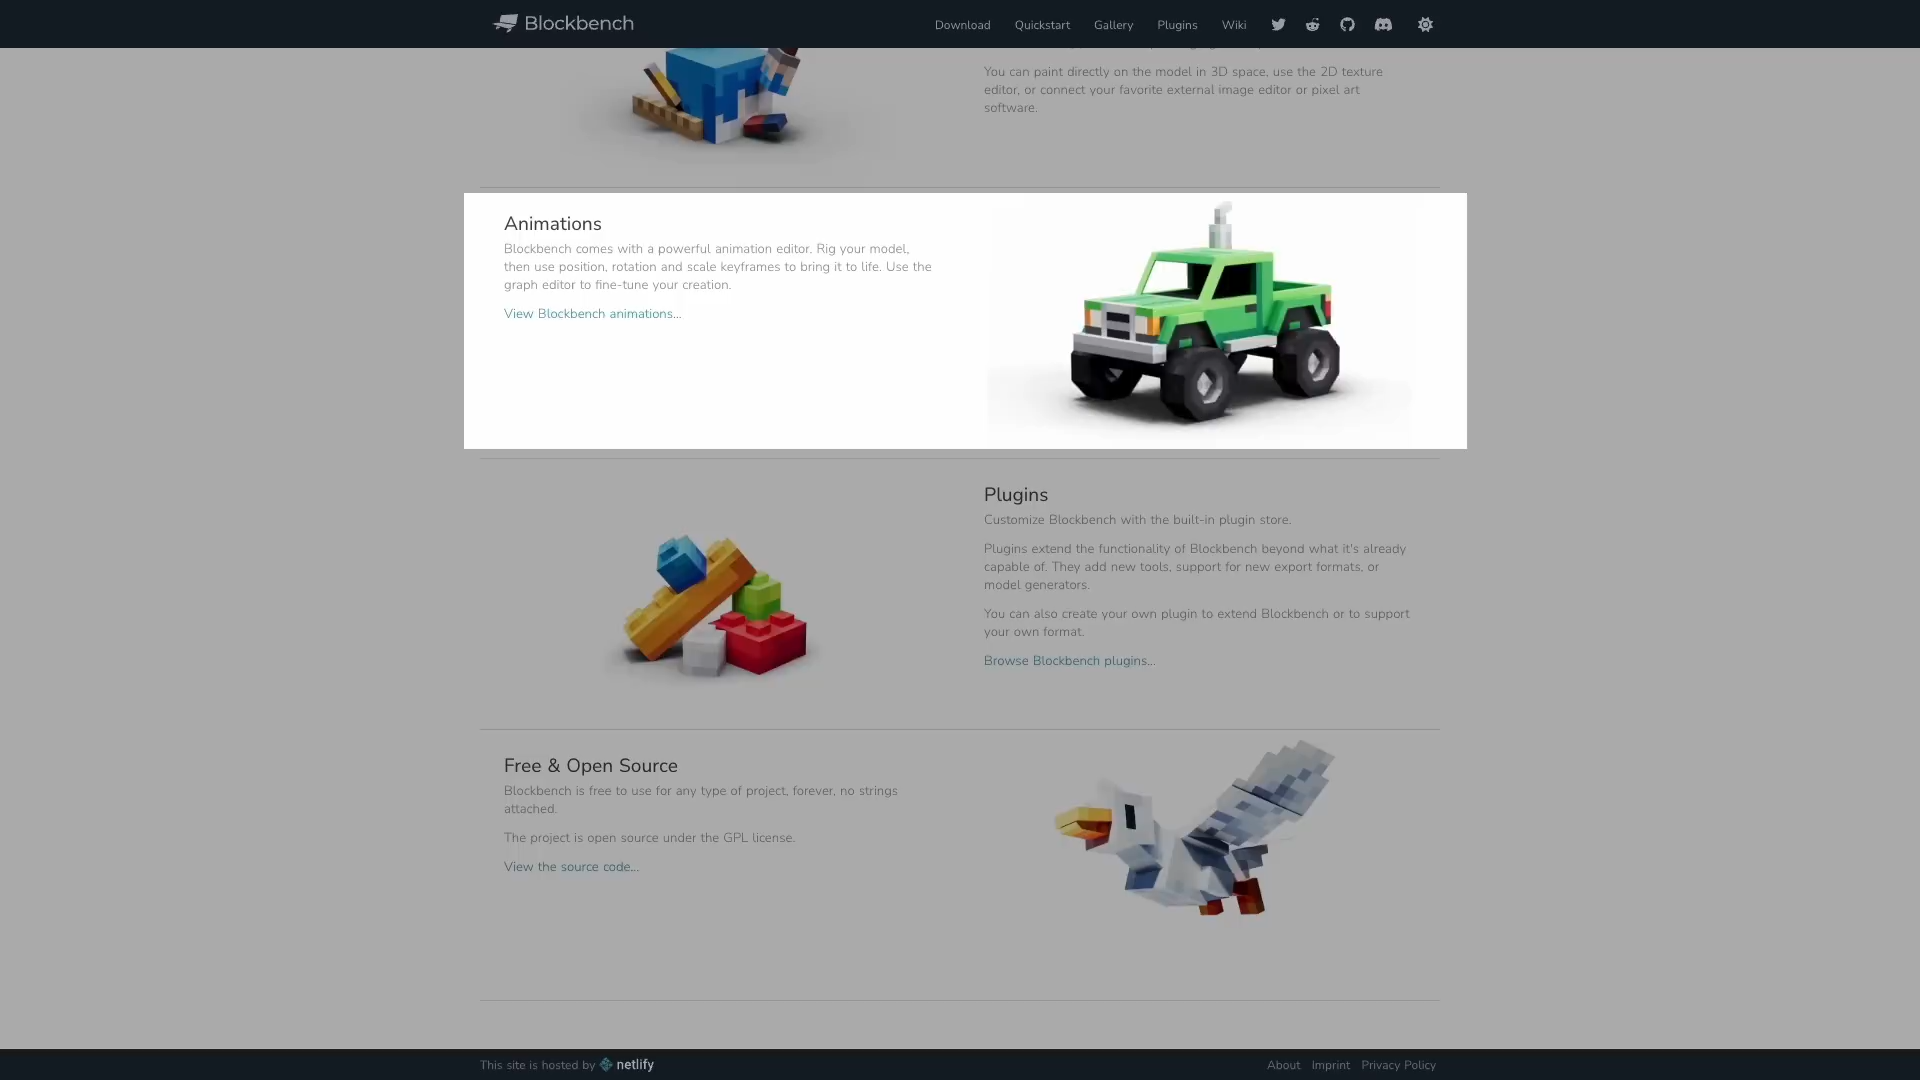 Blockbench
Download Quickstart Gallery Plugins Wiki
You can paint directly on the model in 3D space, use the 2D texture
editor, or connect your favorite external image editor or pixel art
software.
Animations
Blockbench comes with a powerful animation editor. Rig your model,
then use position, rotation and scale keyframes to bring it to life. Use the
graph editor to fine-tune your creation.
View Blockbench animations...
Plugins
Customize Blockbench with the built-in plugin store.
Plugins extend the functionality of Blockbench beyond what it's already
capable of. They add new tools, support for new export formats, or
model generators.
You can also create your own plugin to extend Blockbench or to support
your own format.
Browse Blockbench plugins...
Free & Open Source
Blockbench is free to use for any type of project, forever, no strings
attached.
The project is open source under the GPL license.
View the source code...
This site is hosted by netlify
About Imprint Privacy Policy